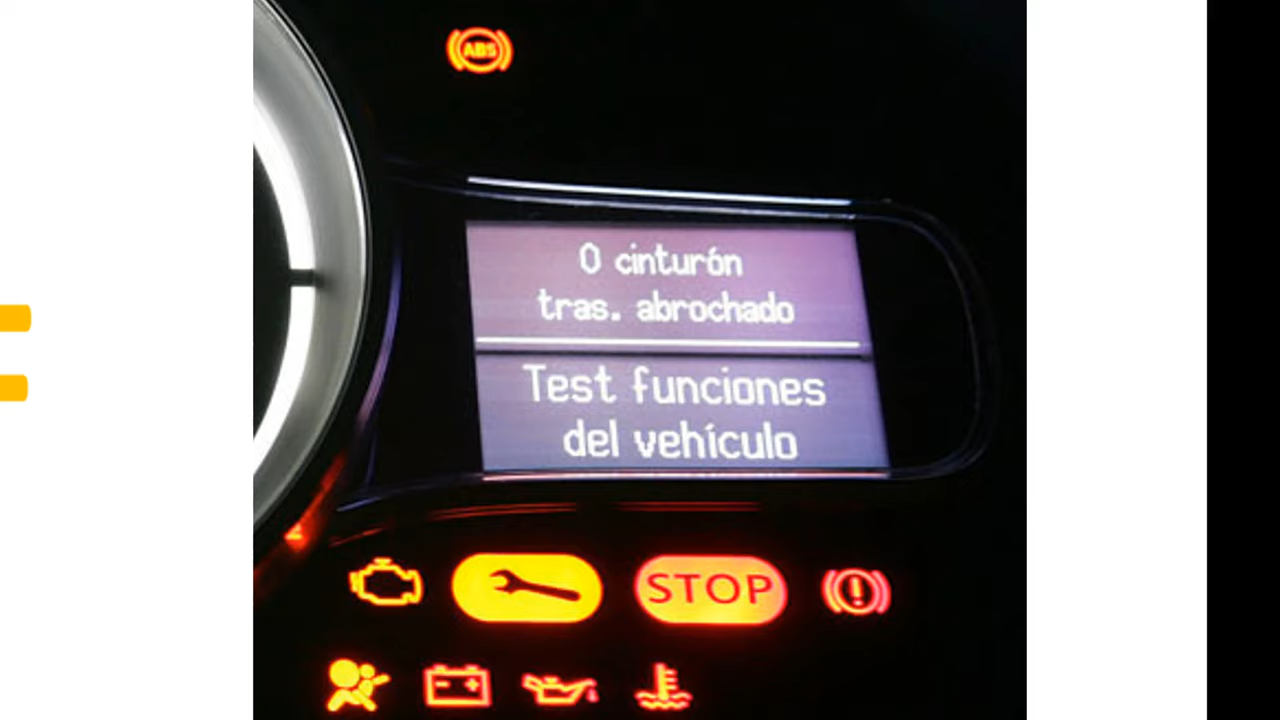 ABS
0 cinturón
tras. abrochado
Test funciones
del vehículo
STOP